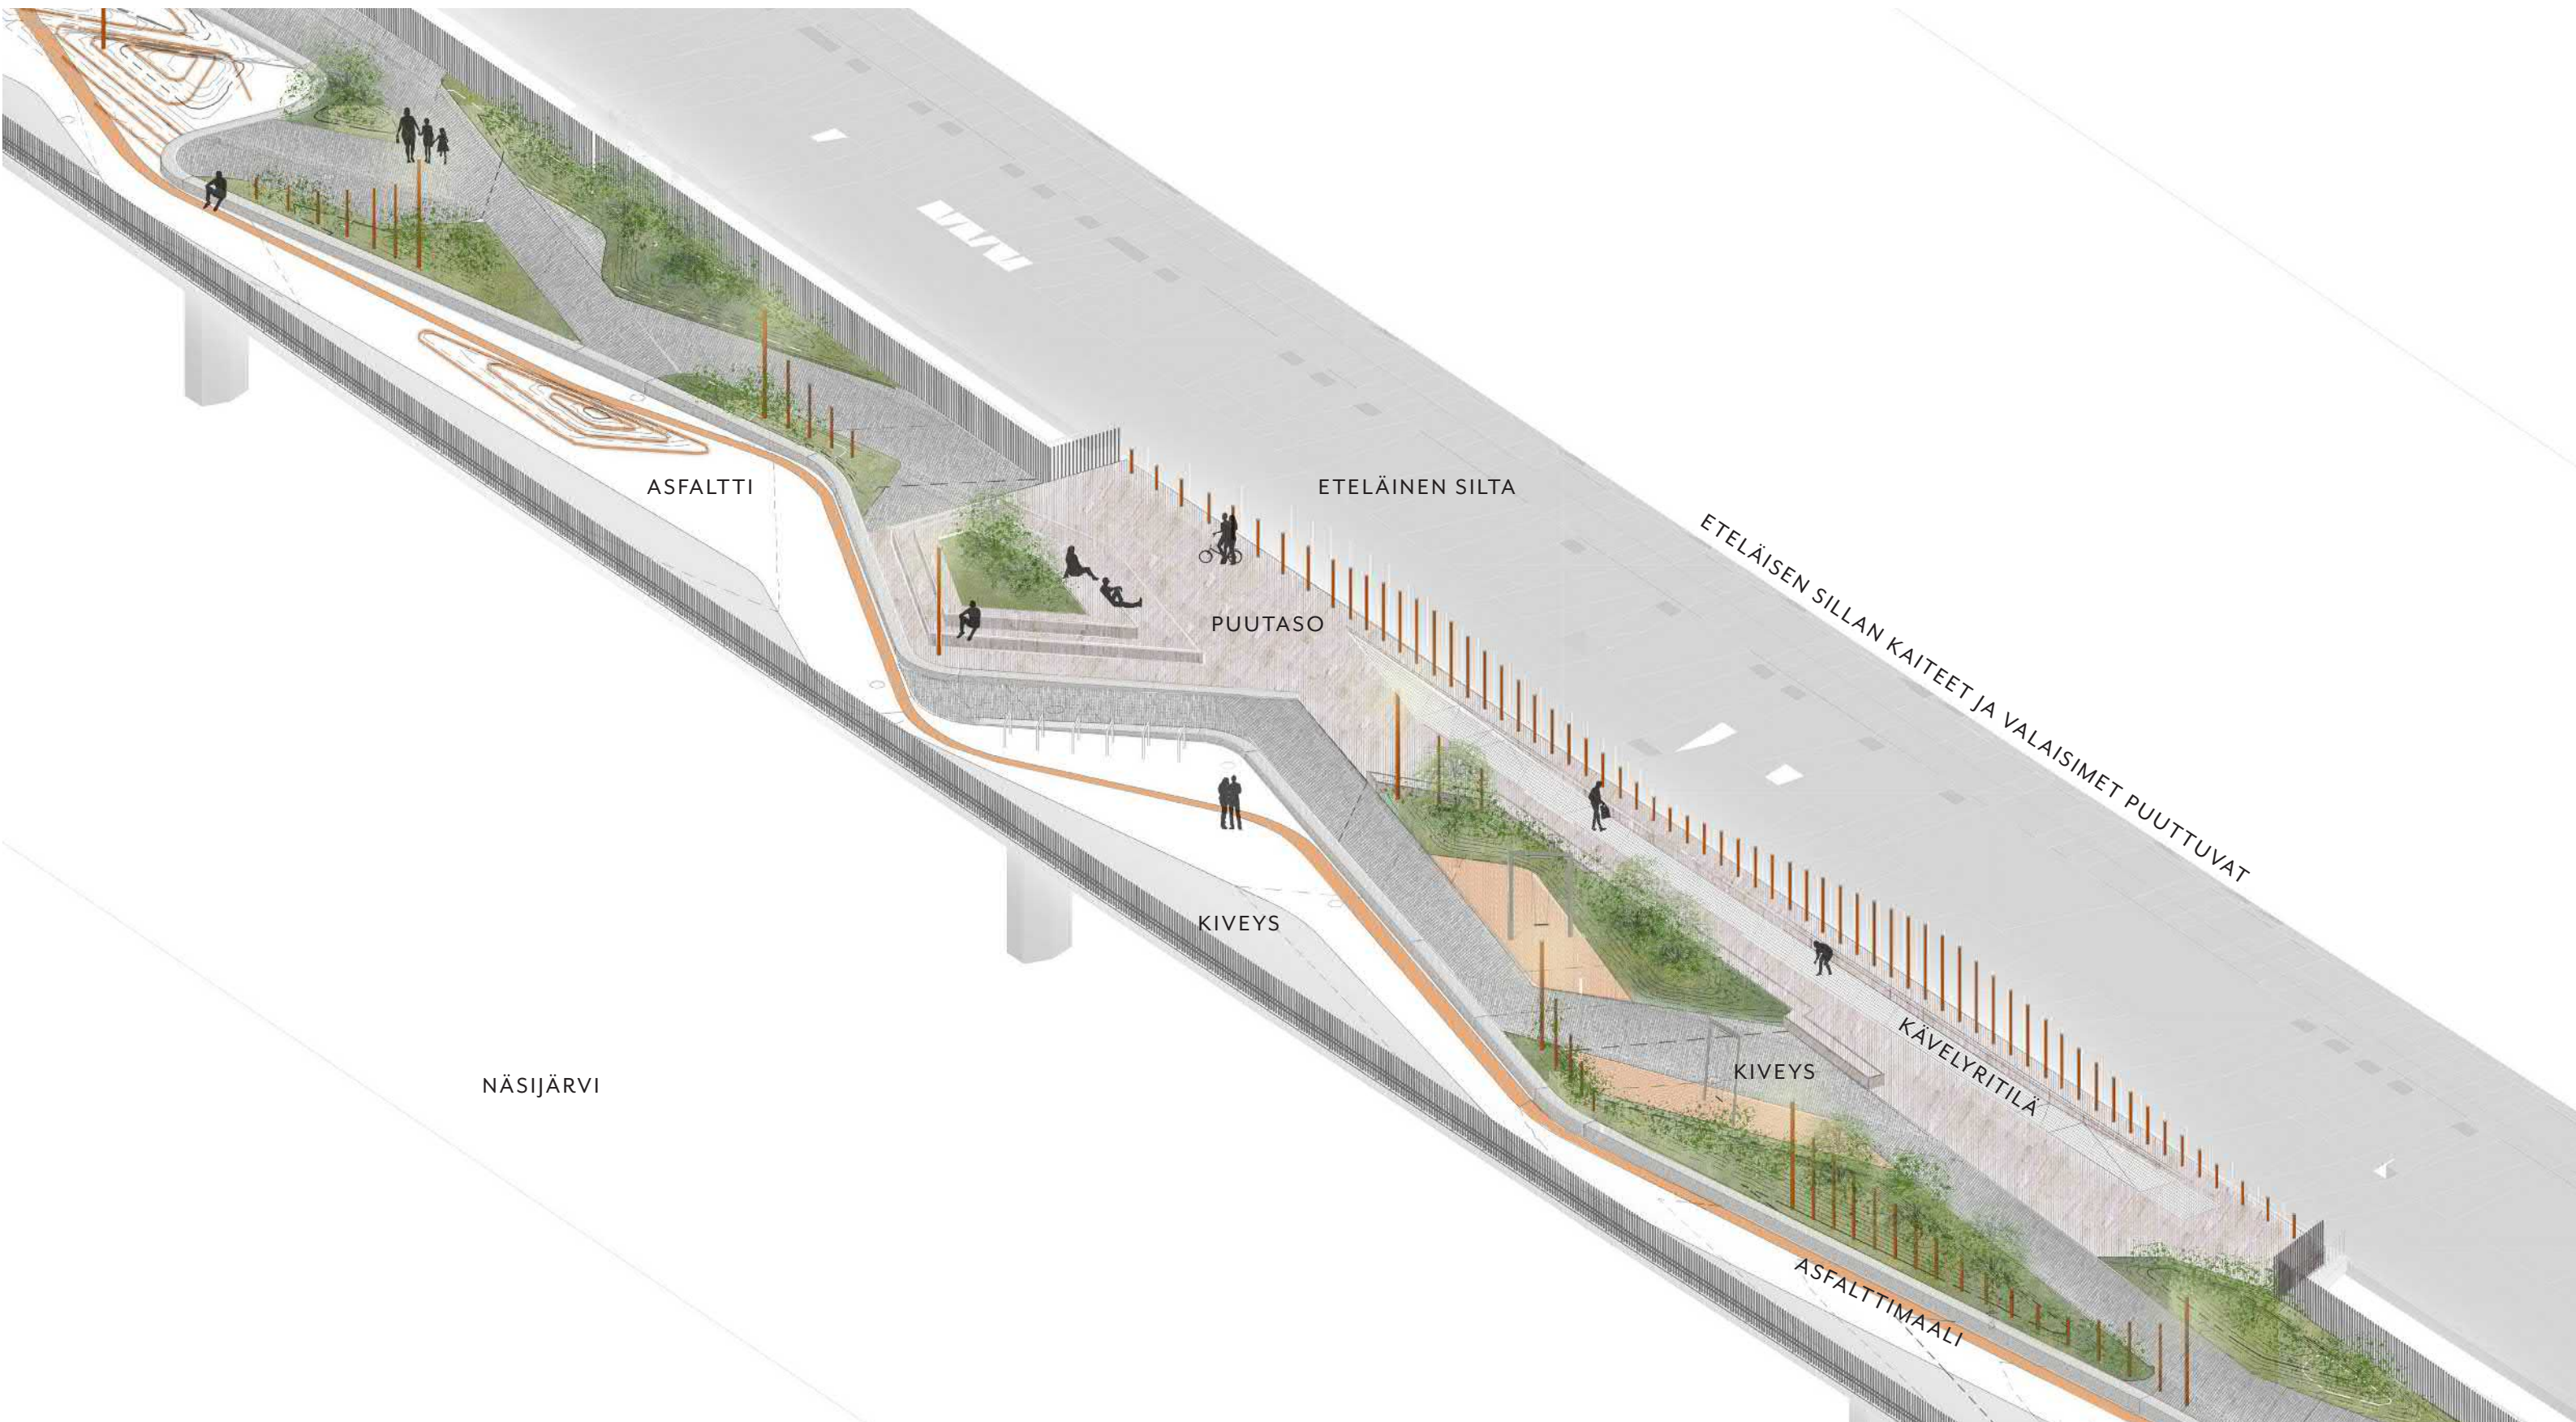 ASFALTTI
ETELÄINEN SILTA
ETELÄISEN SILLAN KAITEET JA VALAISIMET PUUTTUVAT
PUUTASO
KIVEYS
KÄVELYRITILÄ
KIVEYS
NÄSIJÄRVI
ASFALTTIMAALI